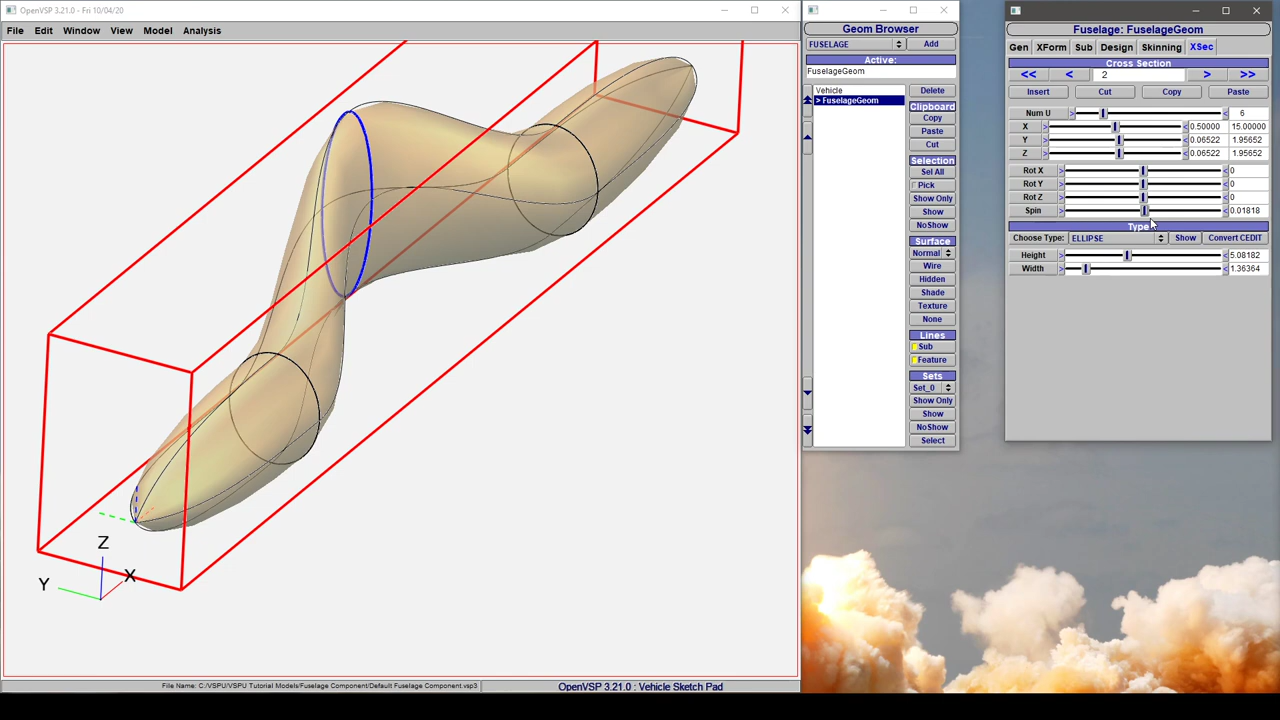 OpenVSP - Fri 10/04/20
File Edit Window View Model Analysis
Z
Y
X
File Name: C:/VSPU/VSPU Tutorial Models/Fuselage Component/Default Fuselage Component.vsp3
OpenVSP 3.21.0 : Vehicle Sketch Pad
Geom Browser
FUSELAGE Add
Active:
FuselageGeom
Vehicle
> FuselageGeom
Delete
Clipboard
Copy
Paste
Cut
Selection
Sel All
Pick
Show Only
Show
NoShow
Surface
Normal
Wire
Hidden
Shade
Texture
None
Lines
Sub
Feature
Sets
Set_0
Show Only
Show
NoShow
Select
Fuselage: FuselageGeom
Gen XForm Sub Design Skinning XSec
Cross Section
<< < 2 > >>
Insert Cut Copy Paste
Num U > < 6
X > < 0.50000 15.00000
Y > < 0.06522 1.95652
Z > < 0.06522 1.95652
Rot X > < 0
Rot Y > < 0
Rot Z > < 0
Spin > < 0.01818
Type
Choose Type: ELLIPSE Show Convert CEDIT
Height > < 5.08182
Width > < 1.36364